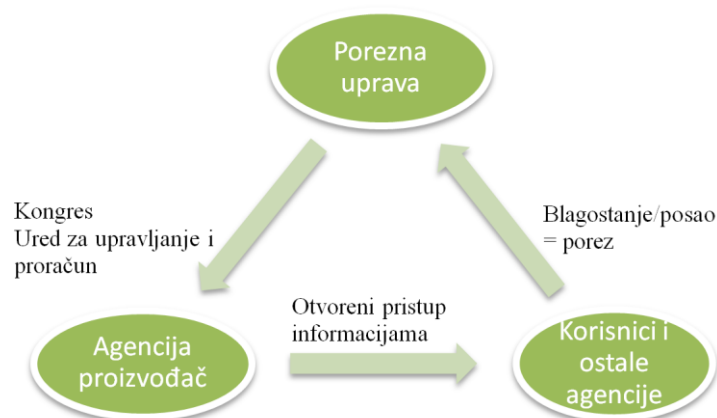 Porezna
uprava
Kongres
Ured za upravljanje i
proračun
Blagostanje/posao
= porez
Otvoreni pristup
informacijama
Agencija
proizvođač
Korisnici i
ostale
agencije